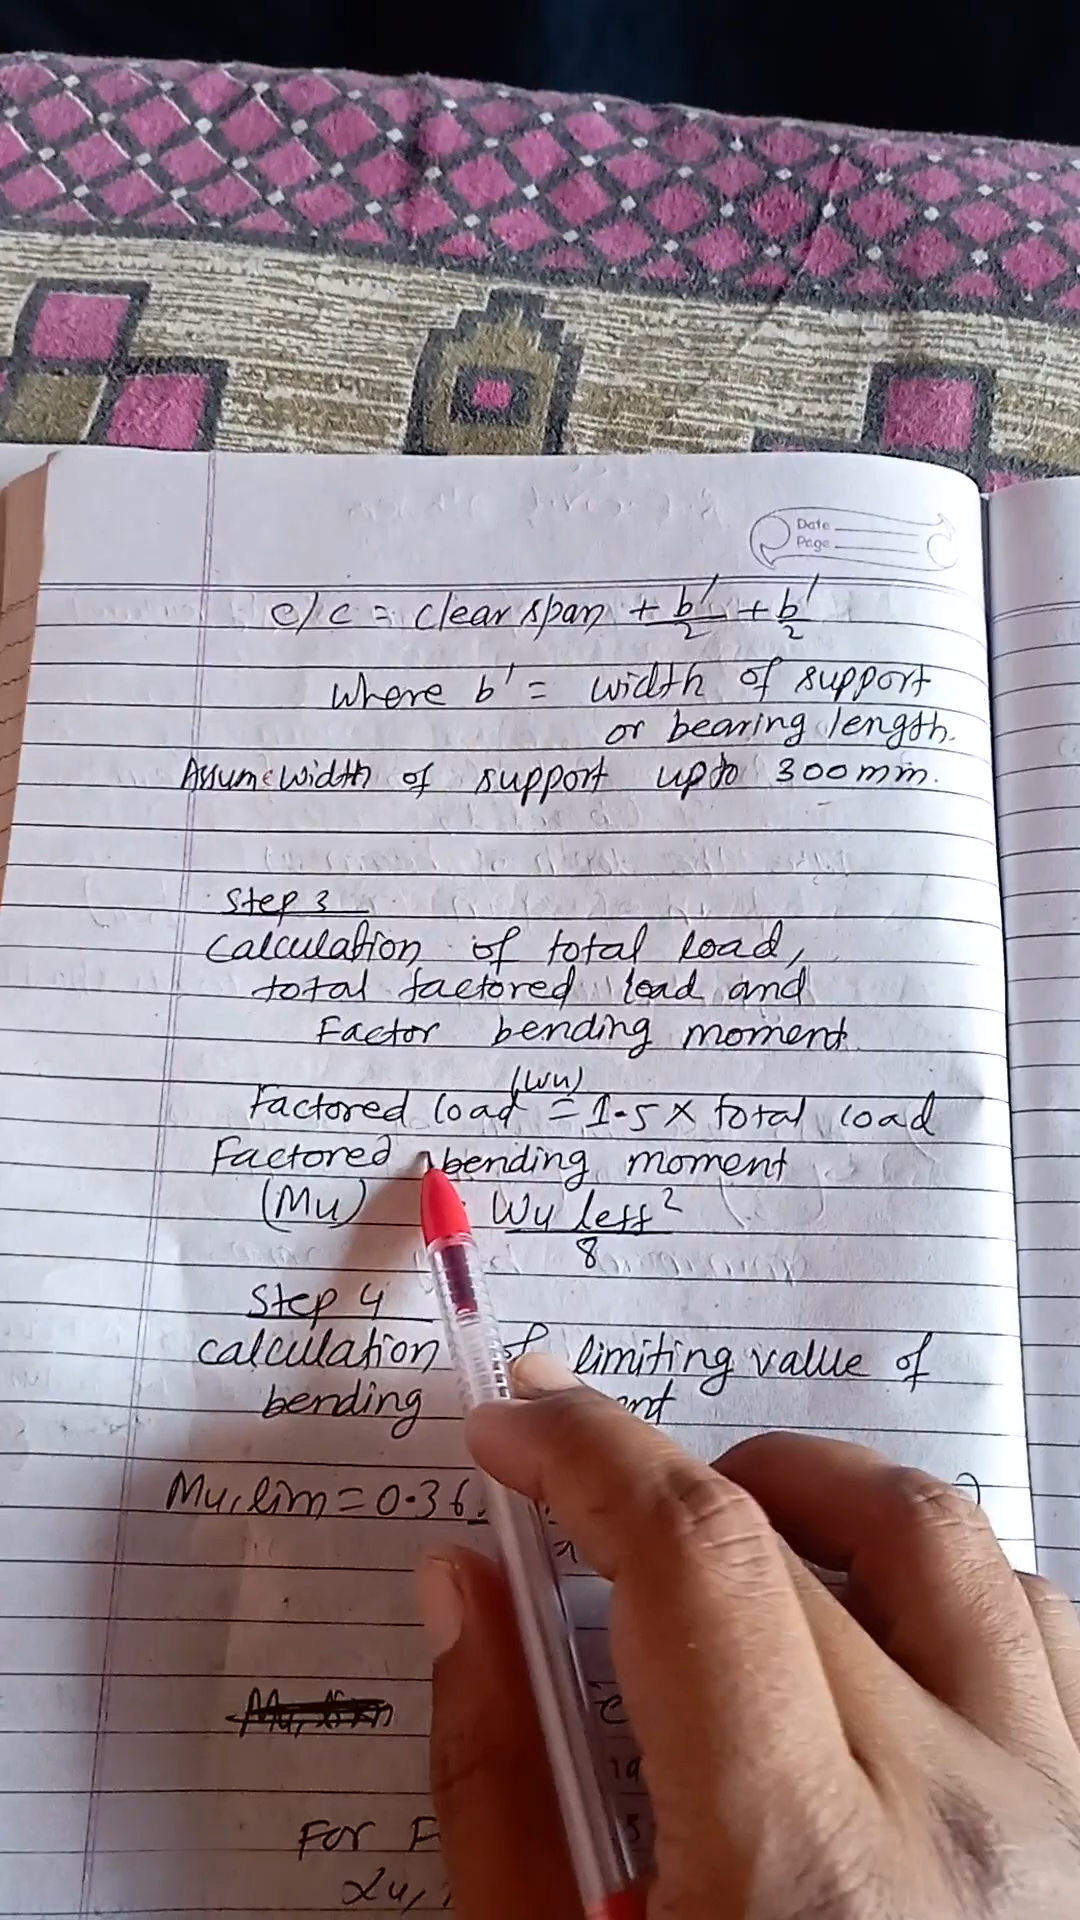 Date
Page
c/c = clear span + b'/2 + b'/2
where b' = width of support
or bearing length.
Assume width of support upto 300mm.
Step 3
Calculation of total load,
total factored load and
Factor bending moment
(Wu)
Factored load = 1.5 × total load
Factored bending moment
(Mu) Wu leff²
8
Step 4
calculation of limiting value of
bending
Mu,lim = 0.36
For